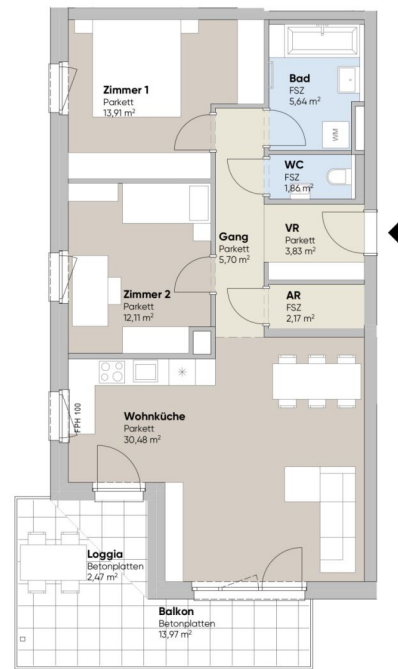 Zimmer 1
Parkett
13,91 m²
Bad
FSZ
5,64 m²
WM
WC
FSZ
1,86 m²
Gang
Parkett
5,70 m²
VR
Parkett
3,83 m²
Zimmer 2
Parkett
12,11 m²
AR
FSZ
2,17 m²
Wohnküche
Parkett
30,48 m²
FPH 100
Loggia
Betonplatten
2,47 m²
Balkon
Betonplatten
13,97 m²